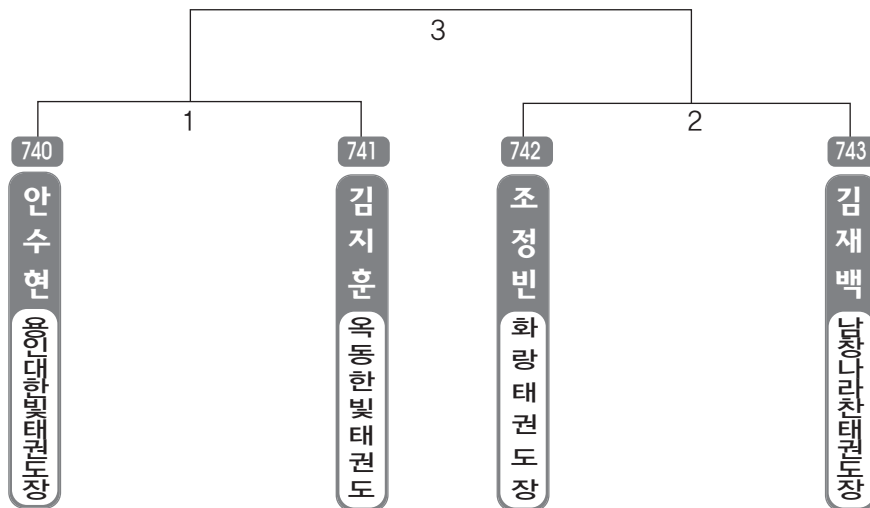 3
1
2
740
741
742
743
안수현
김지훈
조정빈
김재백
용인대한빛태권도장
옥동한빛태권도
화랑태권도장
남창나라찬태권도장